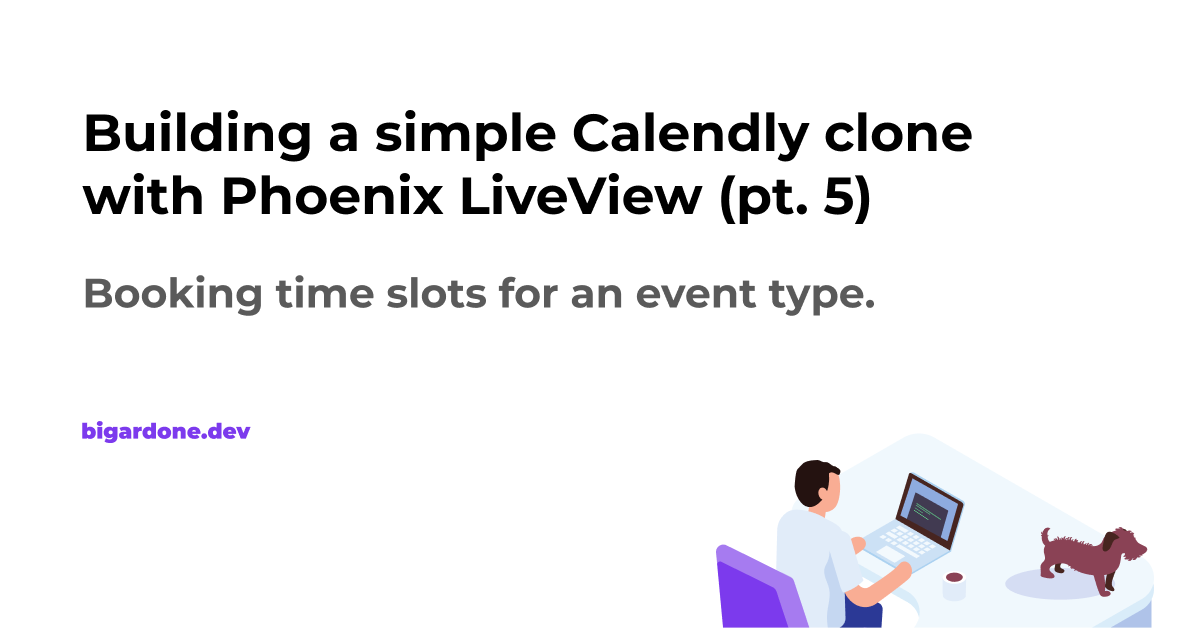 Building a simple Calendly clone
with Phoenix LiveView (pt. 5)
Booking time slots for an event type.
bigardone.dev